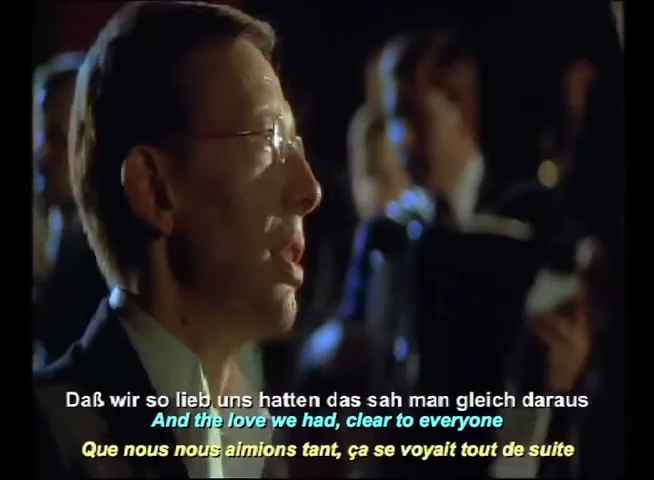 Daß wir so lieb uns hatten das sah man gleich daraus
And the love we had, clear to everyone
Que nous nous aimions tant, ça se voyait tout de suite